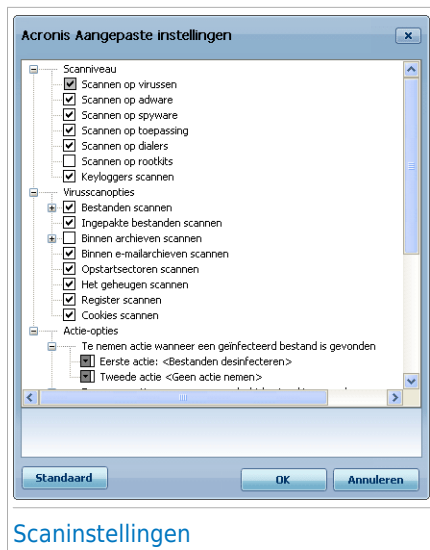 Acronis Aangepaste instellingen
Scanniveau
Scannen op virussen
Scannen op adware
Scannen op spyware
Scannen op toepassing
Scannen op dialers
Scannen op rootkits
Keyloggers scannen
Virusscanopties
Bestanden scannen
Ingepakte bestanden scannen
Binnen archieven scannen
Binnen e-mailarchieven scannen
Opstartsectoren scannen
Het geheugen scannen
Register scannen
Cookies scannen
Actie-opties
Te nemen actie wanneer een geïnfecteerd bestand is gevonden
Eerste actie: <Bestanden desinfecteren>
Tweede actie <Geen actie nemen>
Standaard
OK
Annuleren
Scaninstellingen